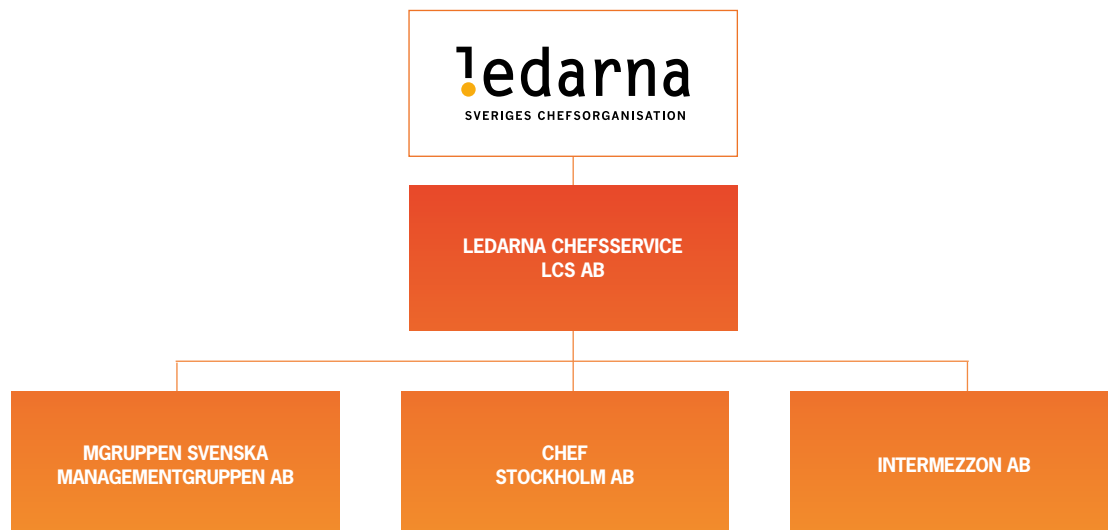 ledarna
SVERIGES CHEFSORGANISATION
LEDARNA CHEFSSERVICE
LCS AB
MGRUPPEN SVENSKA
MANAGEMENTGRUPPEN AB
CHEF
STOCKHOLM AB
INTERMEZZON AB